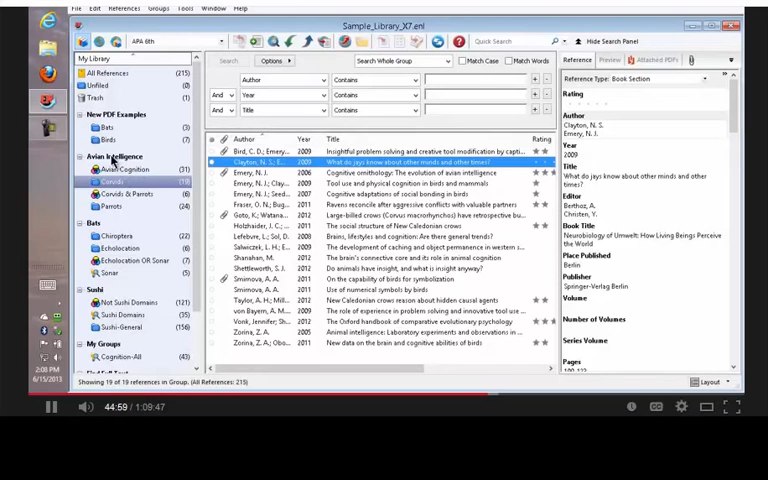 File Edit References Groups Tools Window Help
Sample_Library_X7.enl
APA 6th
Quick Search
Hide Search Panel
My Library
All References (215)
Unfiled (0)
Trash (1)
New PDF Examples
Bats (3)
Birds (7)
Avian Intelligence
Avian Cognition (31)
Corvids (19)
Corvids & Parrots (6)
Parrots (4)
Bats
Chiroptera (22)
Echolocation (6)
Echolocation OR Sonar (5)
Sonar (5)
Sushi
Not Sushi Domains (121)
Sushi Domains (35)
Sushi-General (156)
My Groups
Cognition-All (43)
Search Options Search Whole Group Match Case Match Words
Author Contains
And Year Contains
And Title Contains
Author Year Title Rating
Bird, C. D.; Emery... 2009 Insightful problem solving and creative tool modification by capti...
Clayton, N. S.; E... 2009 What do jays know about other minds and other times?
Emery, N. J. 2006 Cognitive ornithology: The evolution of avian intelligence
Emery, N. J.; Clay... 2009 Tool use and physical cognition in birds and mammals
Emery, N. J.; Seed... 2007 Cognitive adaptations of social bonding in birds
Fraser, O. N.; Bug... 2011 Ravens reconcile after aggressive conflicts with valuable partners
Goto, K.; Watana... 2012 Large-billed crows (Corvus macrorhynchos) have retrospective bu...
Holzhaider, J. C.;... 2011 The social structure of New Caledonian crows
Lefebvre, L.; Sol, D. 2008 Brains, lifestyles and cognition: Are there general trends?
Salwiczek, L. H.; ... 2009 The development of caching and object permanence in western ...
Shanahan, M. 2012 The brain's connective core and its role in animal cognition
Shettleworth, S. J. 2012 Do animals have insight, and what is insight anyway?
Smirnova, A. A. 2011 On the capability of birds for symbolization
Smirnova, A. A. 2011 Use of numerical symbols by birds
Taylor, A. H.; Mill... 2012 New Caledonian crows reason about hidden causal agents
von Bayern, A. M.... 2009 The role of experience in problem solving and innovative tool use ...
Vonk, Jennifer; Sh... 2012 The Oxford handbook of comparative evolutionary psychology
Zorina, Z. A. 2005 Animal intelligence: Laboratory experiments and observations in ...
Zorina, Z. A.; Obo... 2011 New data on the brain and cognitive abilities of birds
Reference Preview Attached PDFs
Reference Type: Book Section
Rating
Author
Clayton, N. S.
Emery, N. J.
Year
2009
Title
What do jays know about other minds and other times?
Editor
Berthoz, A.
Christen, Y.
Book Title
Neurobiology of Umwelt: How Living Beings Perceive
the World
Place Published
Berlin
Publisher
Springer-Verlag Berlin
Volume
Number of Volumes
Series Volume
Pages
Showing 19 of 19 references in Group. (All References: 215)
Layout
2:08 PM
6/15/2013
44:59 / 1:09:47